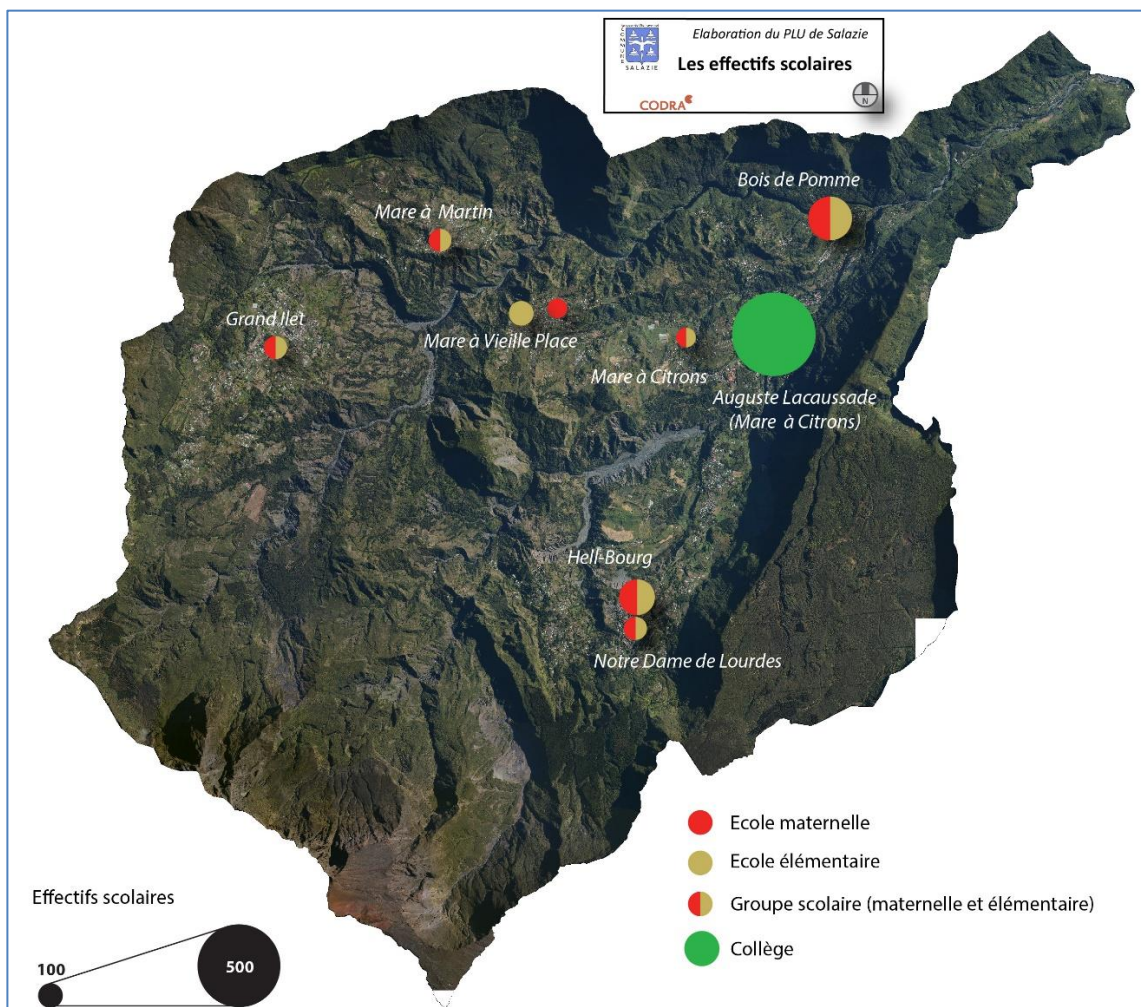 COMMUNE
SALAZIE
Elaboration du PLU de Salazie
Les effectifs scolaires
CODRA
N
Bois de Pomme
Mare à Martin
Grand Ilet
Mare à Vieille Place
Mare à Citrons
Auguste Lacaussade
(Mare à Citrons)
Hell-Bourg
Notre Dame de Lourdes
Ecole maternelle
Ecole élémentaire
Groupe scolaire (maternelle et élémentaire)
Collège
Effectifs scolaires
100
500